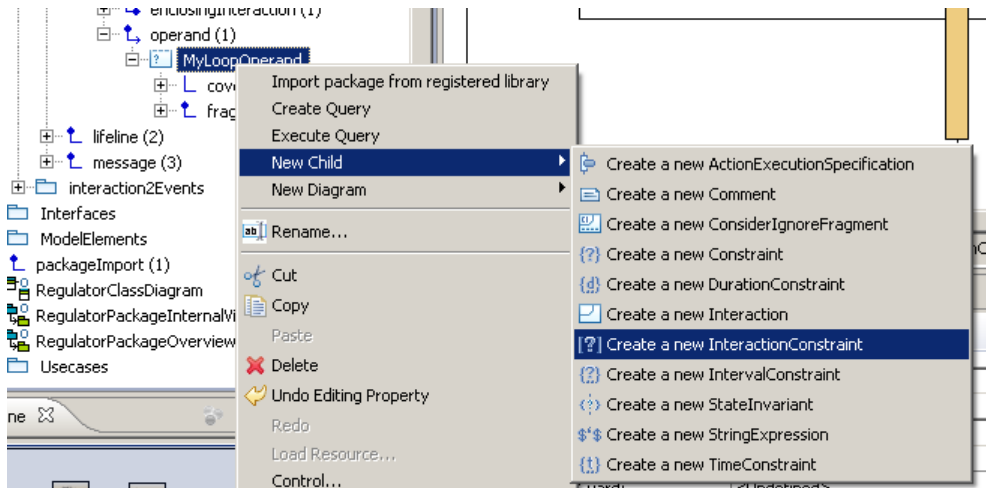 enclosingInteraction (1)
operand (1)
MyLoopOperand
cov
frag
lifeline (2)
message (3)
interaction2Events
Interfaces
ModelElements
packageImport (1)
RegulatorClassDiagram
RegulatorPackageInternalVi
RegulatorPackageOverview
Usecases
ne
Import package from registered library
Create Query
Execute Query
New Child
New Diagram
Rename...
Cut
Copy
Paste
Delete
Undo Editing Property
Redo
Load Resource...
Control...
Create a new ActionExecutionSpecification
Create a new Comment
Create a new ConsiderIgnoreFragment
{?} Create a new Constraint
{d} Create a new DurationConstraint
Create a new Interaction
[?] Create a new InteractionConstraint
{?} Create a new IntervalConstraint
Create a new StateInvariant
Create a new StringExpression
{t} Create a new TimeConstraint
<Undefined>